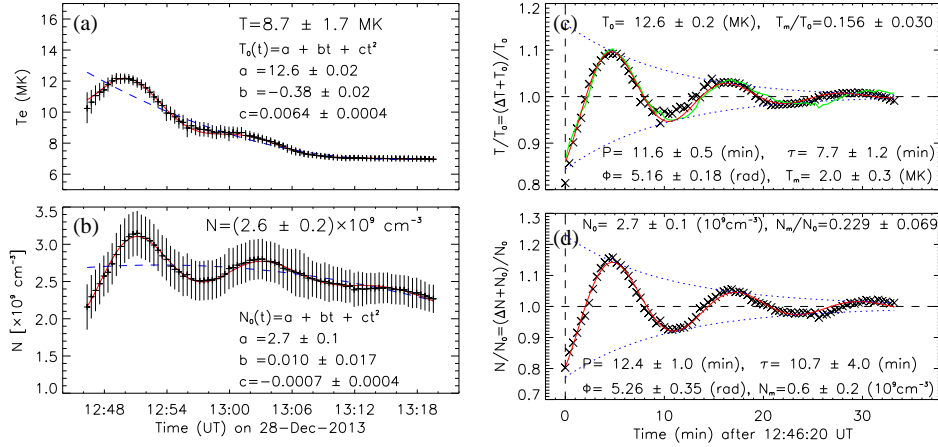 (a)
T=8.7 ± 1.7 MK
T₀(t)=a + bt + ct²
a =12.6 ± 0.02
b =−0.38 ± 0.02
c=0.0064 ± 0.0004
Te (MK)
16
14
12
10
8
6
(b)
N=(2.6 ± 0.2)×10⁹ cm⁻³
N₀(t)=a + bt + ct²
a =2.7 ± 0.1
b =0.010 ± 0.017
c=−0.0007 ± 0.0004
N [×10⁹ cm⁻³]
3.5
3.0
2.5
2.0
1.5
1.0
12:48 12:54 13:00 13:06 13:12 13:18
Time (UT) on 28-Dec-2013
(c)
T₀= 12.6 ± 0.2 (MK), Tₘ/T₀=0.156 ± 0.030
P= 11.6 ± 0.5 (min), τ= 7.7 ± 1.2 (min)
Φ= 5.16 ± 0.18 (rad), Tₘ= 2.0 ± 0.3 (MK)
T/T₀=(ΔT+T₀)/T₀
1.2
1.1
1.0
0.9
0.8
(d)
N₀= 2.7 ± 0.1 (10⁹cm⁻³), Nₘ/N₀=0.229 ± 0.069
P= 12.4 ± 1.0 (min), τ= 10.7 ± 4.0 (min)
Φ= 5.26 ± 0.35 (rad), Nₘ=0.6 ± 0.2 (10⁹cm⁻³)
N/N₀=(ΔN+N₀)/N₀
1.3
1.2
1.1
1.0
0.9
0.8
0.7
0 10 20 30
Time (min) after 12:46:20 UT